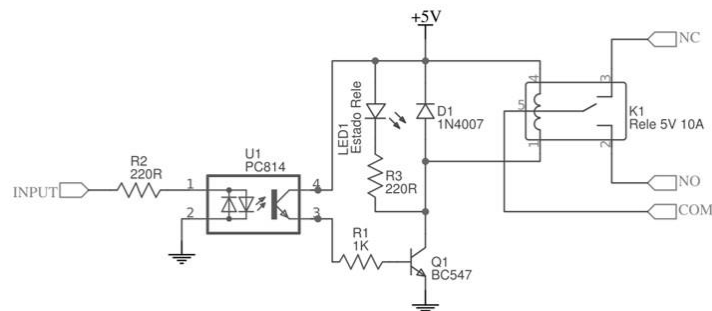 +5V
NC
4
3
LED1
Estado Rele
D1
1N4007
5
K1
Rele 5V 10A
R2
220R
U1
PC814
1
2
INPUT
1
4
R3
220R
NO
2
3
COM
R1
1K
Q1
BC547